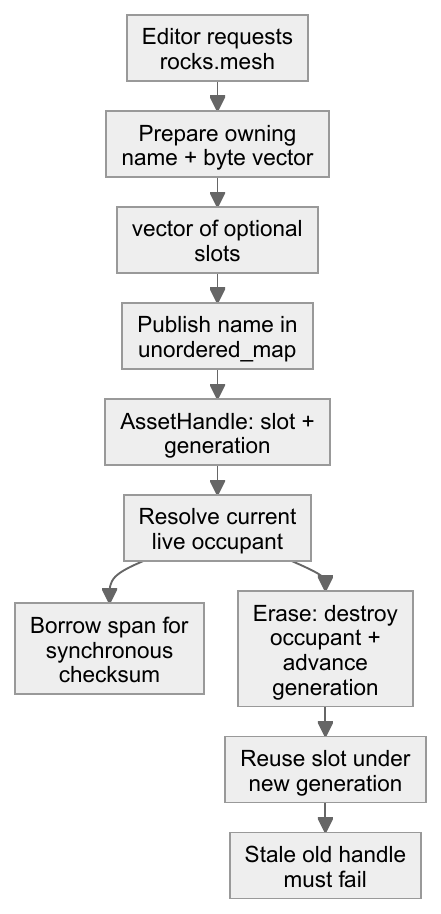 Editor requests
rocks.mesh
Prepare owning
name + byte vector
vector of optional
slots
Publish name in
unordered_map
AssetHandle: slot +
generation
Resolve current
live occupant
Borrow span for
synchronous
checksum
Erase: destroy
occupant +
advance
generation
Reuse slot under
new generation
Stale old handle
must fail